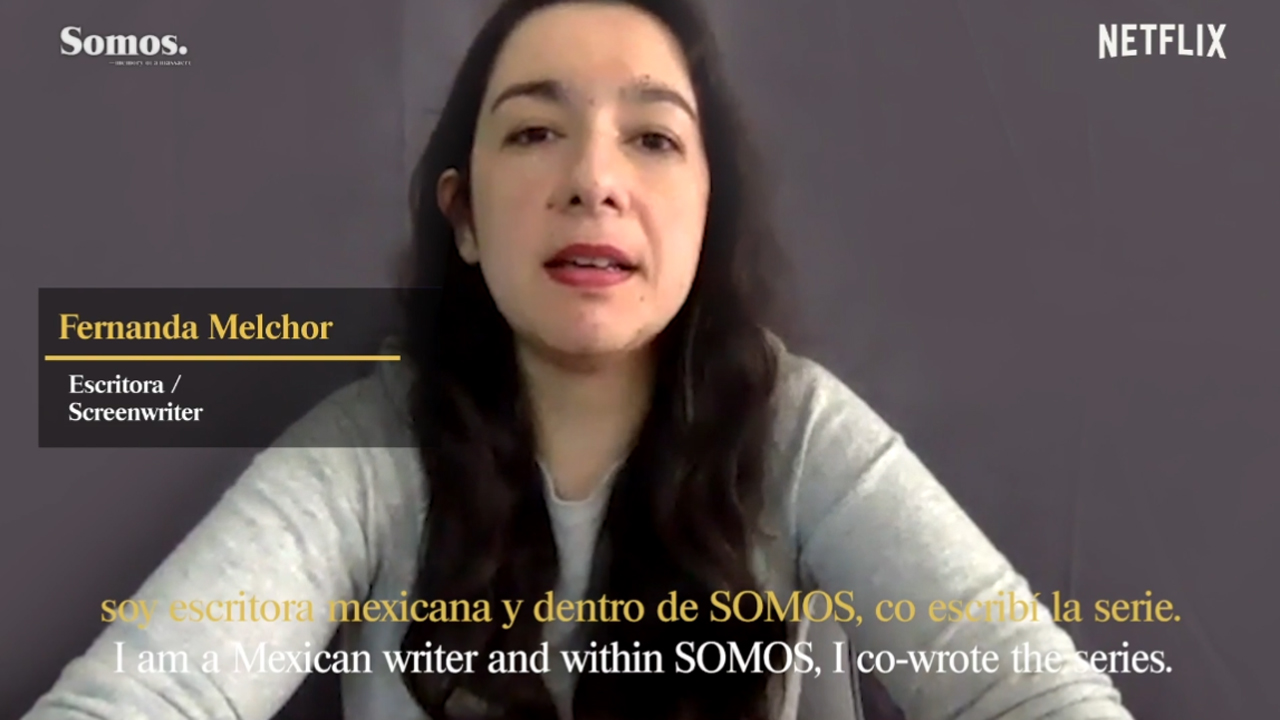 Somos.
NETFLIX
Fernanda Melchor
Escritora /
Screenwriter
soy escritora mexicana y dentro de SOMOS, co escribí la serie.
I am a Mexican writer and within SOMOS, I co-wrote the series.